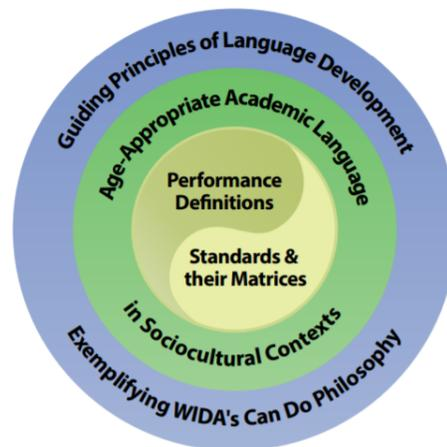 Guiding Principles of Language Development
Age-Appropriate Academic Language
Performance
Definitions
Standards &
their Matrices
in Sociocultural Contexts
Exemplifying WIDA's Can Do Philosophy